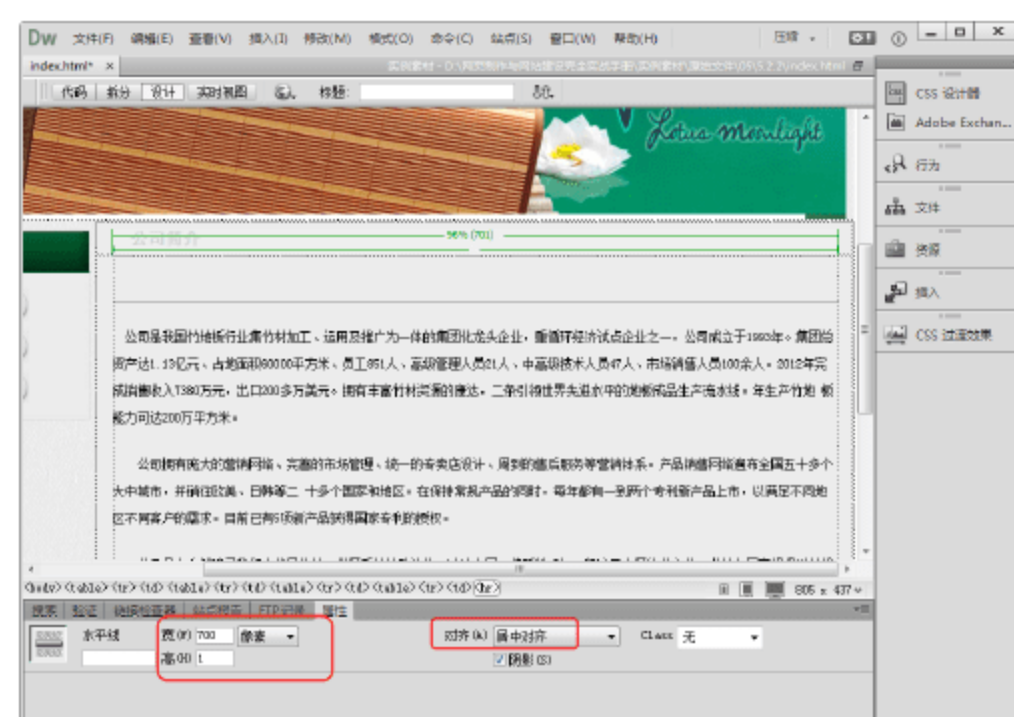 Dw 文件(F) 编辑(E) 查看(V) 插入(I) 修改(M) 格式(O) 命令(C) 站点(S) 窗口(W) 帮助(H) 压缩
index.html* ×
代码 拆分 设计 实时视图 标题:
Lotus Moonlight
公司简介
96% (701)
公司是我国竹地板行业集竹材加工、运用及推广为一体的集团化龙头企业，重循环经济试点企业之一。公司成立于1993年。集团总
资产达1.13亿元、占地面积60000平方米、员工851人、高级管理人员21人、中高级技术人员47人、市场销售人员100余人。2012年完
成销售收入7380万元，出口200多万美元。拥有丰富竹材资源的
二条引领世界先进水平的地板成品生产流水线。年生产竹地 板
能力可达200万平方米。
公司拥有庞大的营销网络、完善的市场管理、统一的专卖店设计、周到的售后服务等营销体系。产品销售网络遍布全国五十多个
大中城市，并销往欧美、日韩等二 十多个国家和地区。在保持常规产品的同时。每年都有一到两个专利新产品上市，以满足不同地
区不同客户的需求。目前已有5项新产品获得国家专利的授权。
<body> <table> <tr> <td> <table> <tr> <td> <table> <tr> <td> <table> <tr> <td> <hr> 805 x 437
搜索 验证 链接检查器 站点报告 FTP记录 属性
水平线 宽(W) 700 像素 对齐(A) 居中对齐 Class 无
高(H) 1 阴影(S)
CSS 设计器
Adobe Exchan...
行为
文件
资源
插入
CSS 过渡效果